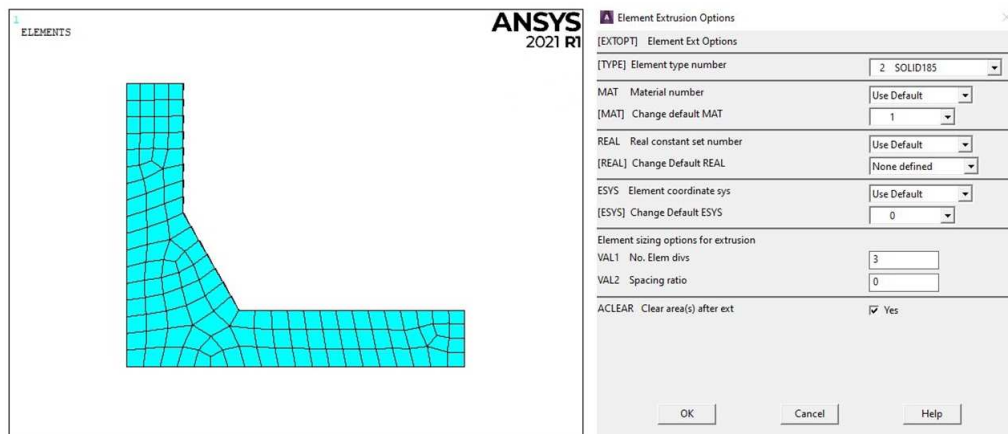 1
ELEMENTS
ANSYS
2021 R1
A Element Extrusion Options
[EXTOPT] Element Ext Options
[TYPE] Element type number 2 SOLID185
MAT Material number Use Default
[MAT] Change default MAT 1
REAL Real constant set number Use Default
[REAL] Change Default REAL None defined
ESYS Element coordinate sys Use Default
[ESYS] Change Default ESYS 0
Element sizing options for extrusion
VAL1 No. Elem divs 3
VAL2 Spacing ratio 0
ACLEAR Clear area(s) after ext Yes
OK Cancel Help